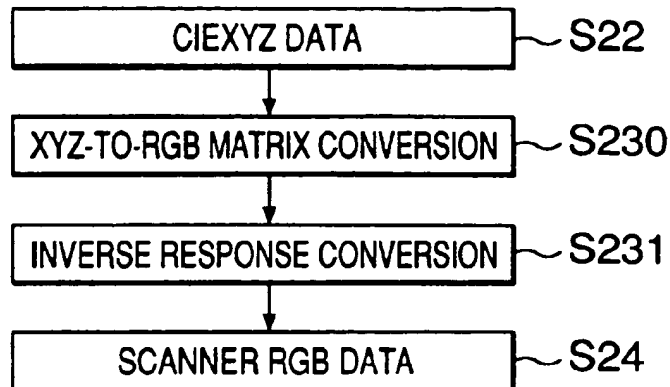 CIEXYZ DATA S22
XYZ-TO-RGB MATRIX CONVERSION S230
INVERSE RESPONSE CONVERSION S231
SCANNER RGB DATA S24